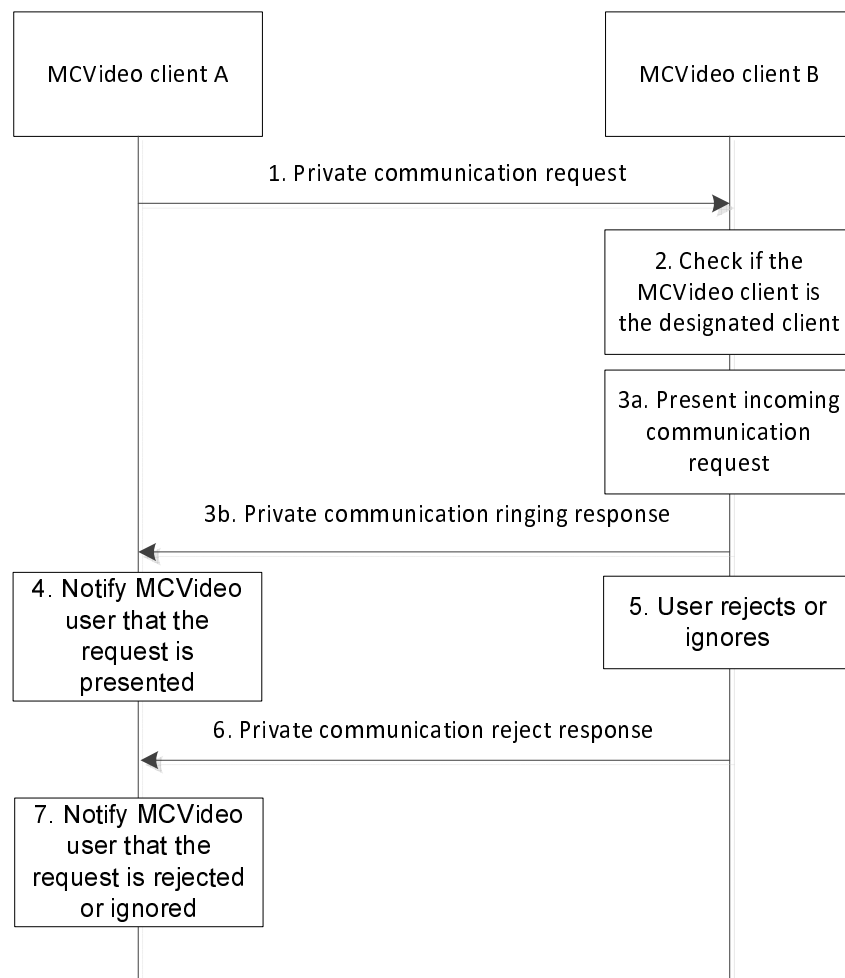 MCVideo client A
MCVideo client B
1. Private communication request
2. Check if the
MCVideo client is
the designated client
3a. Present incoming
communication
request
3b. Private communication ringing response
4. Notify MCVideo
user that the
request is
presented
5. User rejects or
ignores
6. Private communication reject response
7. Notify MCVideo
user that the
request is rejected
or ignored